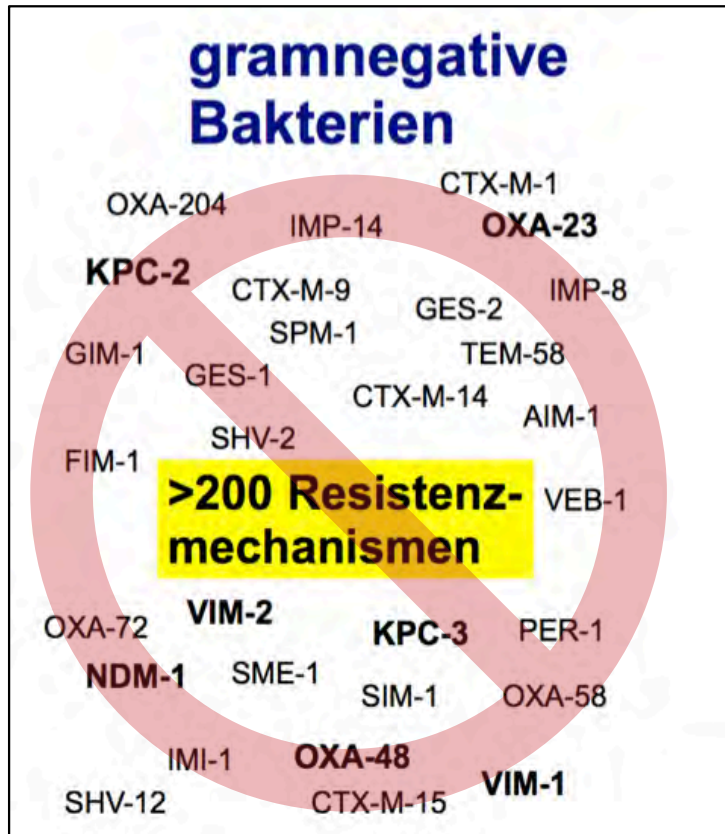 gramnegative
Bakterien
CTX-M-1
OXA-204
IMP-14
OXA-23
KPC-2
CTX-M-9
GES-2
IMP-8
SPM-1
GIM-1
GES-1
TEM-58
CTX-M-14
AIM-1
SHV-2
FIM-1
>200 Resistenz-
mechanismen
VEB-1
VIM-2
OXA-72
KPC-3
PER-1
NDM-1
SME-1
SIM-1
OXA-58
IMI-1
OXA-48
VIM-1
SHV-12
CTX-M-15